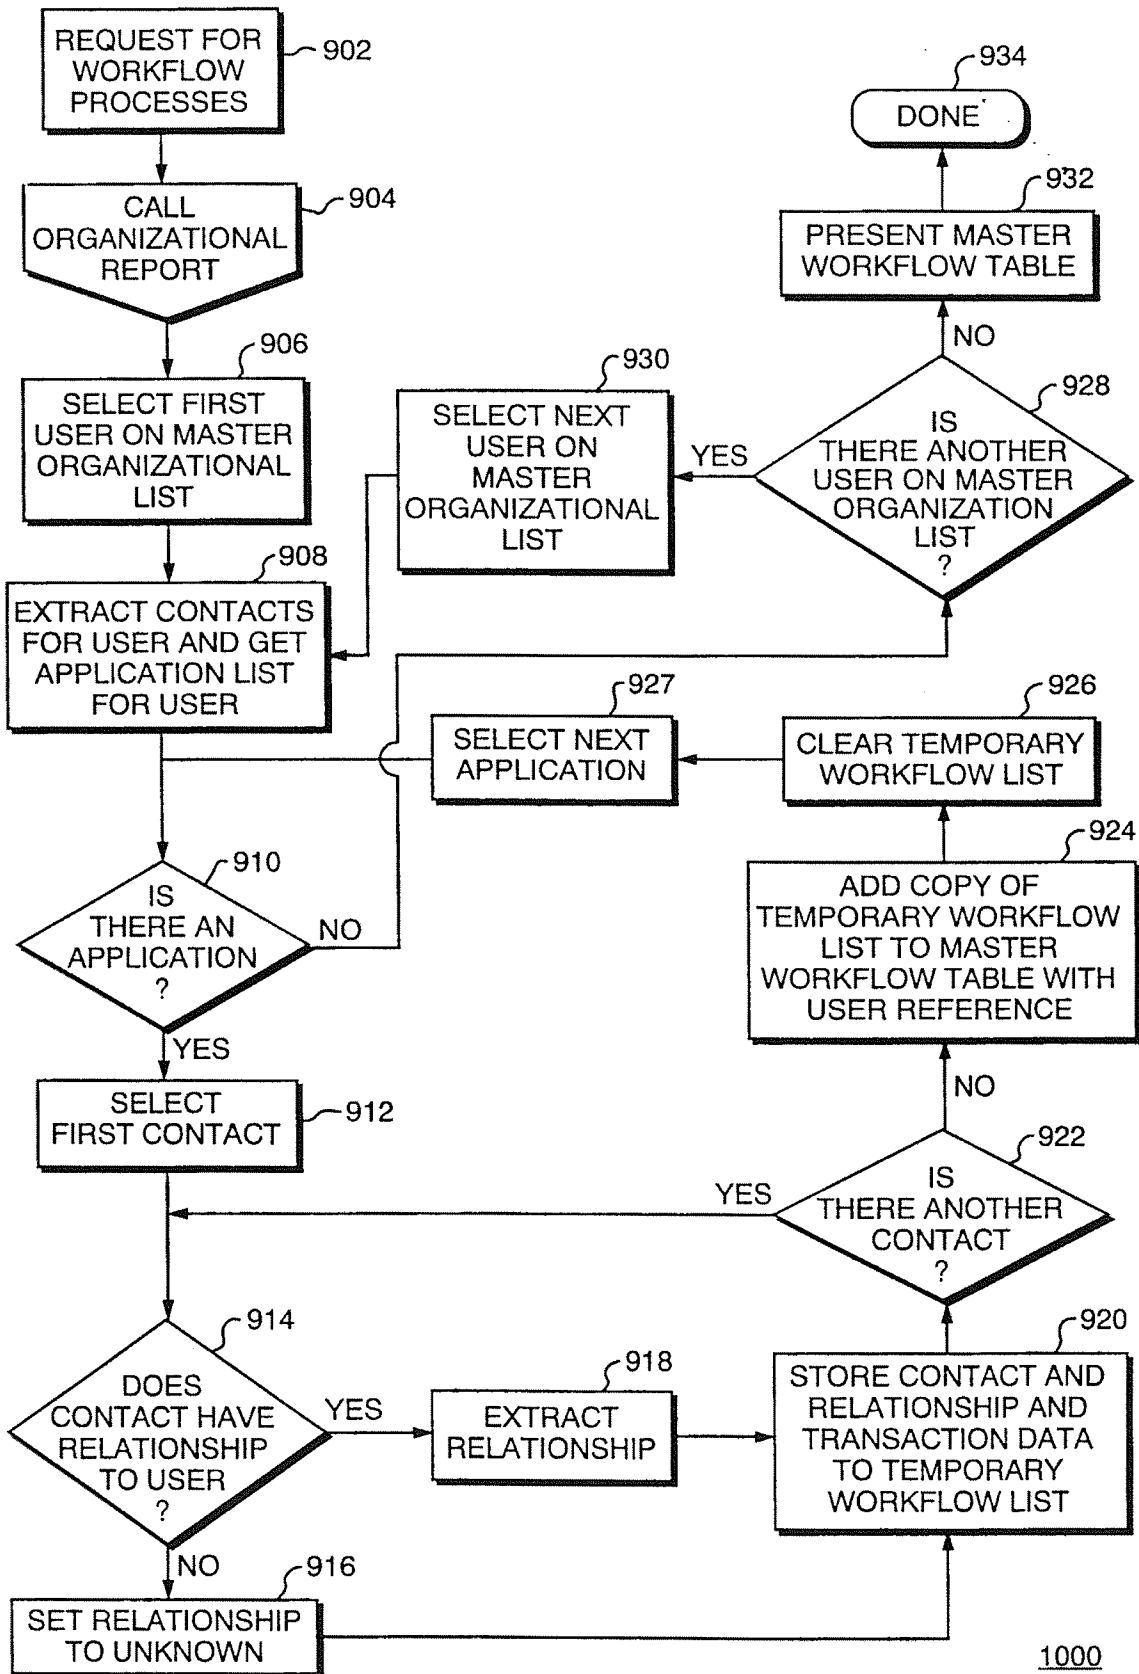 REQUEST FOR
WORKFLOW
PROCESSES
902
CALL
ORGANIZATIONAL
REPORT
904
SELECT FIRST
USER ON MASTER
ORGANIZATIONAL
LIST
906
EXTRACT CONTACTS
FOR USER AND GET
APPLICATION LIST
FOR USER
908
IS
THERE AN
APPLICATION
?
910
NO
YES
SELECT
FIRST CONTACT
912
DOES
CONTACT HAVE
RELATIONSHIP
TO USER
?
914
YES
NO
SET RELATIONSHIP
TO UNKNOWN
916
EXTRACT
RELATIONSHIP
918
STORE CONTACT AND
RELATIONSHIP AND
TRANSACTION DATA
TO TEMPORARY
WORKFLOW LIST
920
IS
THERE ANOTHER
CONTACT
?
922
YES
NO
ADD COPY OF
TEMPORARY WORKFLOW
LIST TO MASTER
WORKFLOW TABLE WITH
USER REFERENCE
924
CLEAR TEMPORARY
WORKFLOW LIST
926
SELECT NEXT
APPLICATION
927
IS
THERE ANOTHER
USER ON MASTER
ORGANIZATION
LIST
?
928
YES
NO
SELECT NEXT
USER ON
MASTER
ORGANIZATIONAL
LIST
930
PRESENT MASTER
WORKFLOW TABLE
932
DONE
934
1000